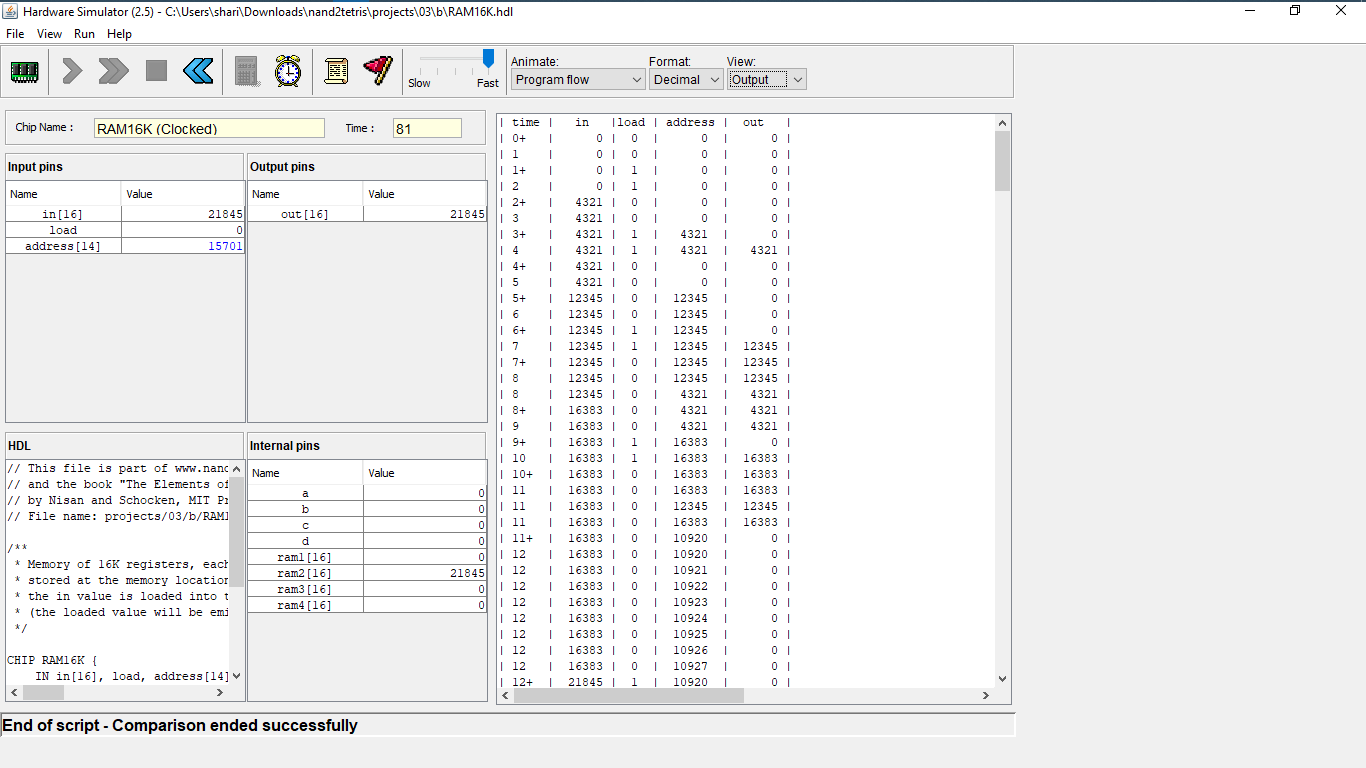 Hardware Simulator (2.5) - C:\Users\shari\Downloads\nand2tetris\projects\03\b\RAM16K.hdl
File View Run Help
Slow Fast
Animate: Format: View:
Program flow Decimal Output
Chip Name : RAM16K (Clocked) Time : 81
Input pins
Name Value
in[16] 21845
load 0
address[14] 15701
Output pins
Name Value
out[16] 21845
HDL
// This file is part of www.nand
// and the book "The Elements of
// by Nisan and Schocken, MIT Pr
// File name: projects/03/b/RAM1
/**
* Memory of 16K registers, each
* stored at the memory location
* the in value is loaded into t
* (the loaded value will be emi
*/
CHIP RAM16K {
IN in[16], load, address[14]
Internal pins
Name Value
a 0
b 0
c 0
d 0
ram1[16] 0
ram2[16] 21845
ram3[16] 0
ram4[16] 0
| time | in |load | address | out |
| 0+ | 0 | 0 | 0 | 0 |
| 1 | 0 | 0 | 0 | 0 |
| 1+ | 0 | 1 | 0 | 0 |
| 2 | 0 | 1 | 0 | 0 |
| 2+ | 4321 | 0 | 0 | 0 |
| 3 | 4321 | 0 | 0 | 0 |
| 3+ | 4321 | 1 | 4321 | 0 |
| 4 | 4321 | 1 | 4321 | 4321 |
| 4+ | 4321 | 0 | 0 | 0 |
| 5 | 4321 | 0 | 0 | 0 |
| 5+ | 12345 | 0 | 12345 | 0 |
| 6 | 12345 | 0 | 12345 | 0 |
| 6+ | 12345 | 1 | 12345 | 0 |
| 7 | 12345 | 1 | 12345 | 12345 |
| 7+ | 12345 | 0 | 12345 | 12345 |
| 8 | 12345 | 0 | 12345 | 12345 |
| 8 | 12345 | 0 | 4321 | 4321 |
| 8+ | 16383 | 0 | 4321 | 4321 |
| 9 | 16383 | 0 | 4321 | 4321 |
| 9+ | 16383 | 1 | 16383 | 0 |
| 10 | 16383 | 1 | 16383 | 16383 |
| 10+ | 16383 | 0 | 16383 | 16383 |
| 11 | 16383 | 0 | 16383 | 16383 |
| 11 | 16383 | 0 | 12345 | 12345 |
| 11 | 16383 | 0 | 16383 | 16383 |
| 11+ | 16383 | 0 | 10920 | 0 |
| 12 | 16383 | 0 | 10920 | 0 |
| 12 | 16383 | 0 | 10921 | 0 |
| 12 | 16383 | 0 | 10922 | 0 |
| 12 | 16383 | 0 | 10923 | 0 |
| 12 | 16383 | 0 | 10924 | 0 |
| 12 | 16383 | 0 | 10925 | 0 |
| 12 | 16383 | 0 | 10926 | 0 |
| 12 | 16383 | 0 | 10927 | 0 |
| 12+ | 21845 | 1 | 10920 | 0 |
End of script - Comparison ended successfully